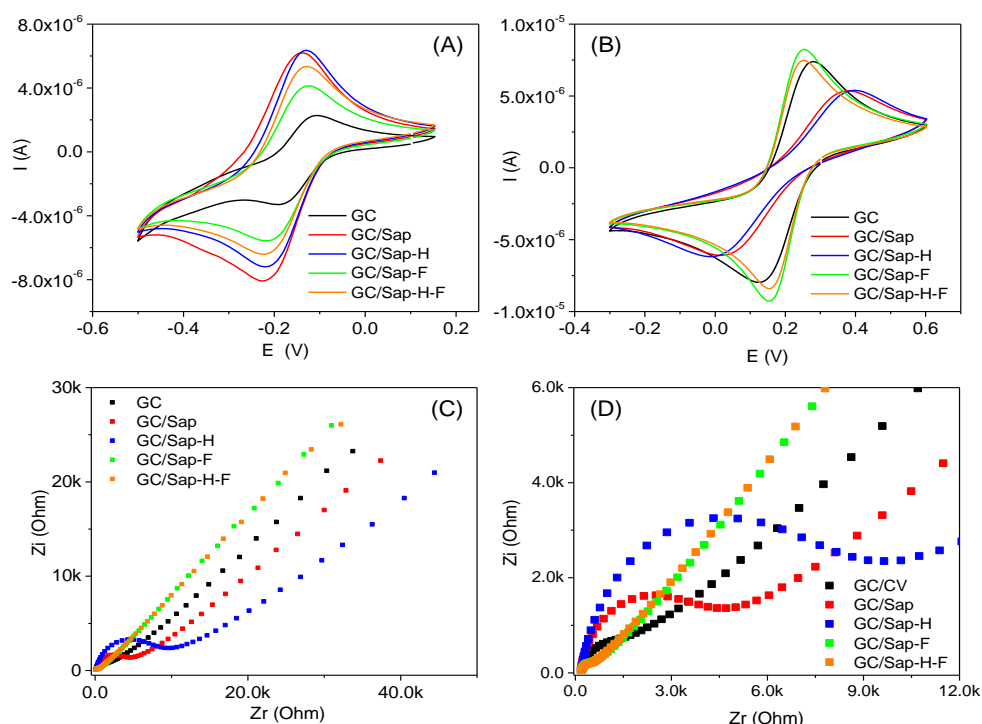 8.0x10-6
4.0x10-6
0.0
-4.0x10-6
-8.0x10-6
I (A)
(A)
GC
GC/Sap
GC/Sap-H
GC/Sap-F
GC/Sap-H-F
-0.6 -0.4 -0.2 0.0 0.2
E (V)
1.0x10-5
5.0x10-6
0.0
-5.0x10-6
-1.0x10-5
I (A)
(B)
GC
GC/Sap
GC/Sap-H
GC/Sap-F
GC/Sap-H-F
-0.4 -0.2 0.0 0.2 0.4 0.6
E (V)
30k
20k
10k
0
Zi (Ohm)
(C)
GC
GC/Sap
GC/Sap-H
GC/Sap-F
GC/Sap-H-F
0.0 20.0k 40.0k
Zr (Ohm)
6.0k
4.0k
2.0k
0.0
Zi (Ohm)
(D)
GC/CV
GC/Sap
GC/Sap-H
GC/Sap-F
GC/Sap-H-F
0.0 3.0k 6.0k 9.0k 12.0k
Zr (Ohm)